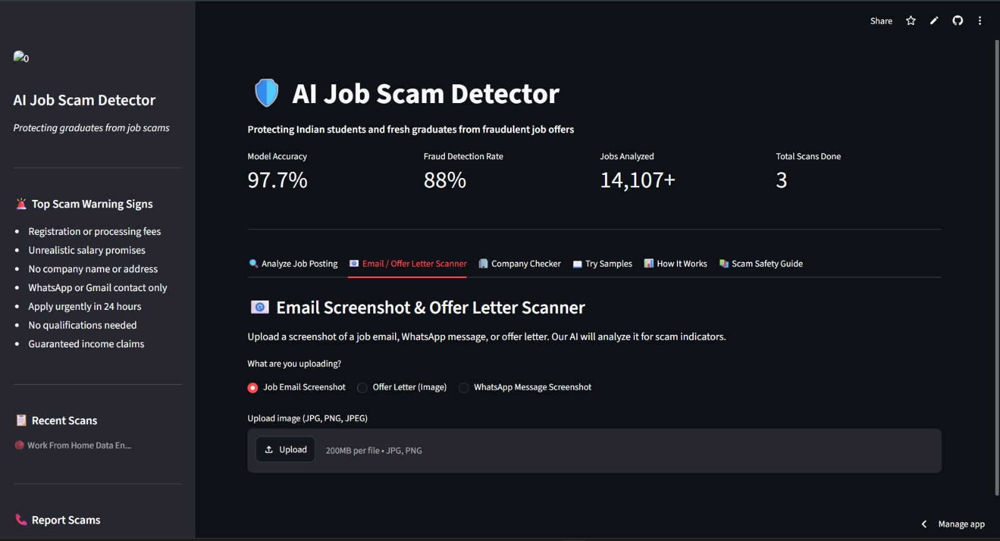 Share
0
AI Job Scam Detector
Protecting graduates from job scams
Top Scam Warning Signs
Registration or processing fees
Unrealistic salary promises
No company name or address
WhatsApp or Gmail contact only
Apply urgently in 24 hours
No qualifications needed
Guaranteed income claims
Recent Scans
Work From Home Data En...
Report Scams
AI Job Scam Detector
Protecting Indian students and fresh graduates from fraudulent job offers
Model Accuracy
97.7%
Fraud Detection Rate
88%
Jobs Analyzed
14,107+
Total Scans Done
3
Analyze Job Posting
Email / Offer Letter Scanner
Company Checker
Try Samples
How It Works
Scam Safety Guide
Email Screenshot & Offer Letter Scanner
Upload a screenshot of a job email, WhatsApp message, or offer letter. Our AI will analyze it for scam indicators.
What are you uploading?
Job Email Screenshot
Offer Letter (Image)
WhatsApp Message Screenshot
Upload image (JPG, PNG, JPEG)
Upload
200MB per file • JPG, PNG
Manage app